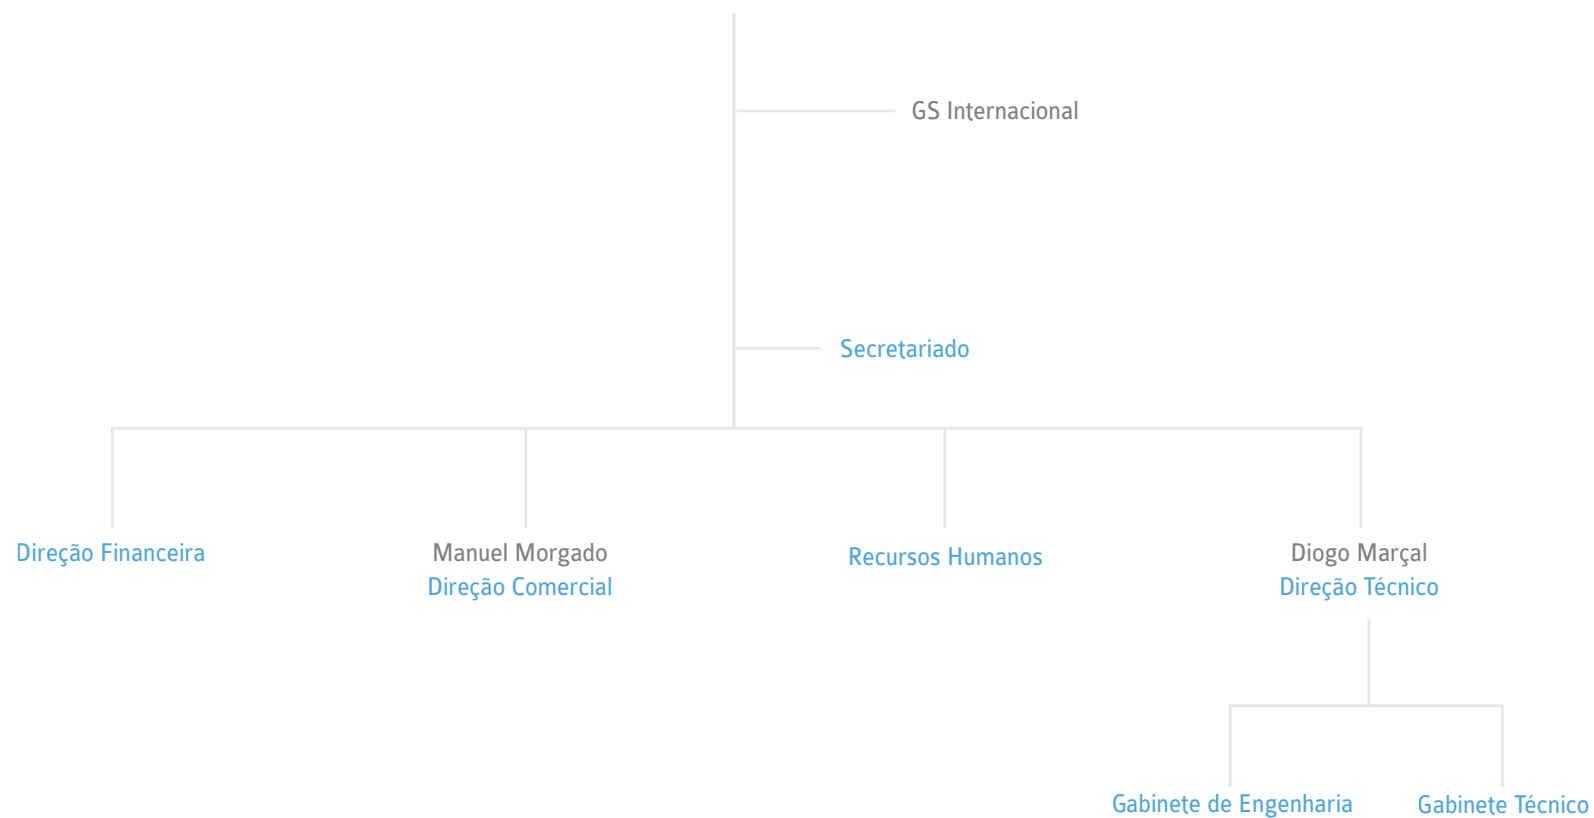 GS Internacional
Secretariado
Direção Financeira
Manuel Morgado
Direção Comercial
Recursos Humanos
Diogo Marçal
Direção Técnico
Gabinete de Engenharia
Gabinete Técnico